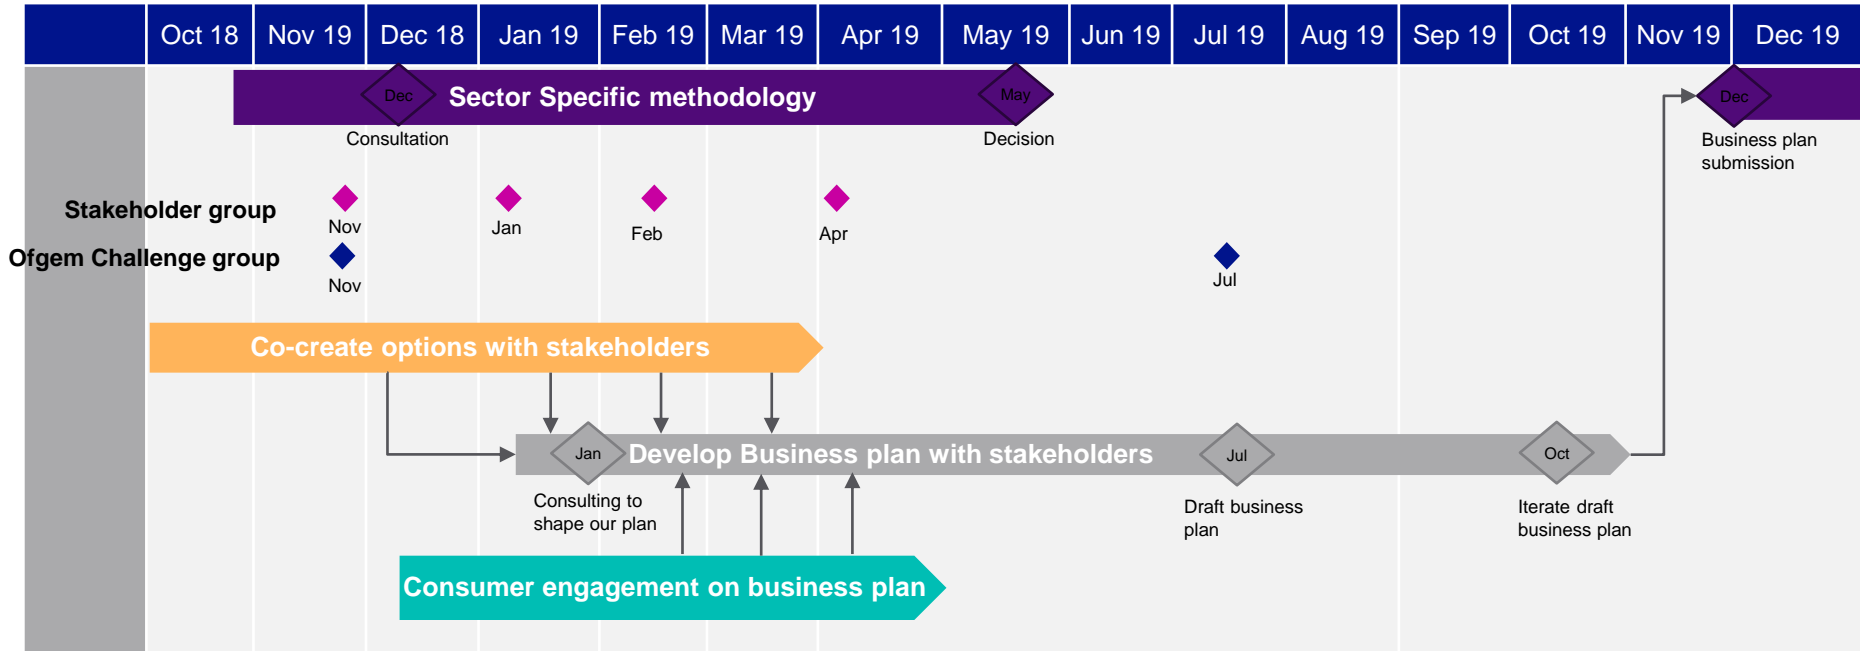 Oct 18 Nov 19 Dec 18 Jan 19 Feb 19 Mar 19 Apr 19 May 19 Jun 19 Jul 19 Aug 19 Sep 19 Oct 19 Nov 19 Dec 19
Dec Sector Specific methodology May Dec
Consultation Decision Business plan
submission
Stakeholder group
Nov Jan Feb Apr
Ofgem Challenge group
Nov Jul
Co-create options with stakeholders
Jan Develop Business plan with stakeholders Jul Oct
Consulting to Draft business Iterate draft
shape our plan plan business plan
Consumer engagement on business plan